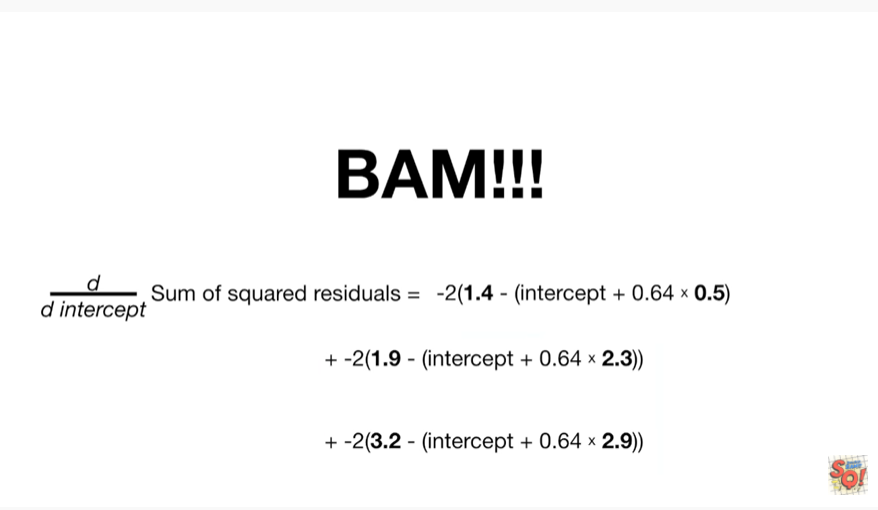 BAM!!!
d
d intercept
Sum of squared residuals = -2(1.4 - (intercept + 0.64 × 0.5)
+ -2(1.9 - (intercept + 0.64 × 2.3))
+ -2(3.2 - (intercept + 0.64 × 2.9))
SQ!